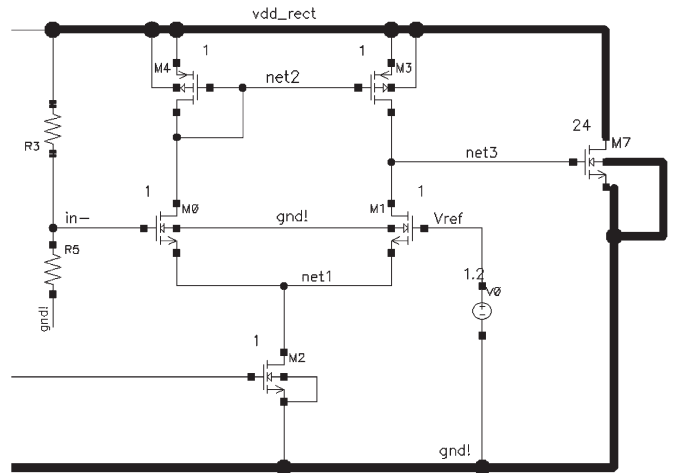 vdd_rect
1
1
M4
M3
net2
24
M7
R3
net3
1
1
in-
M0
gnd!
M1
Vref
R5
net1
1.2
V0
gnd!
1
M2
gnd!